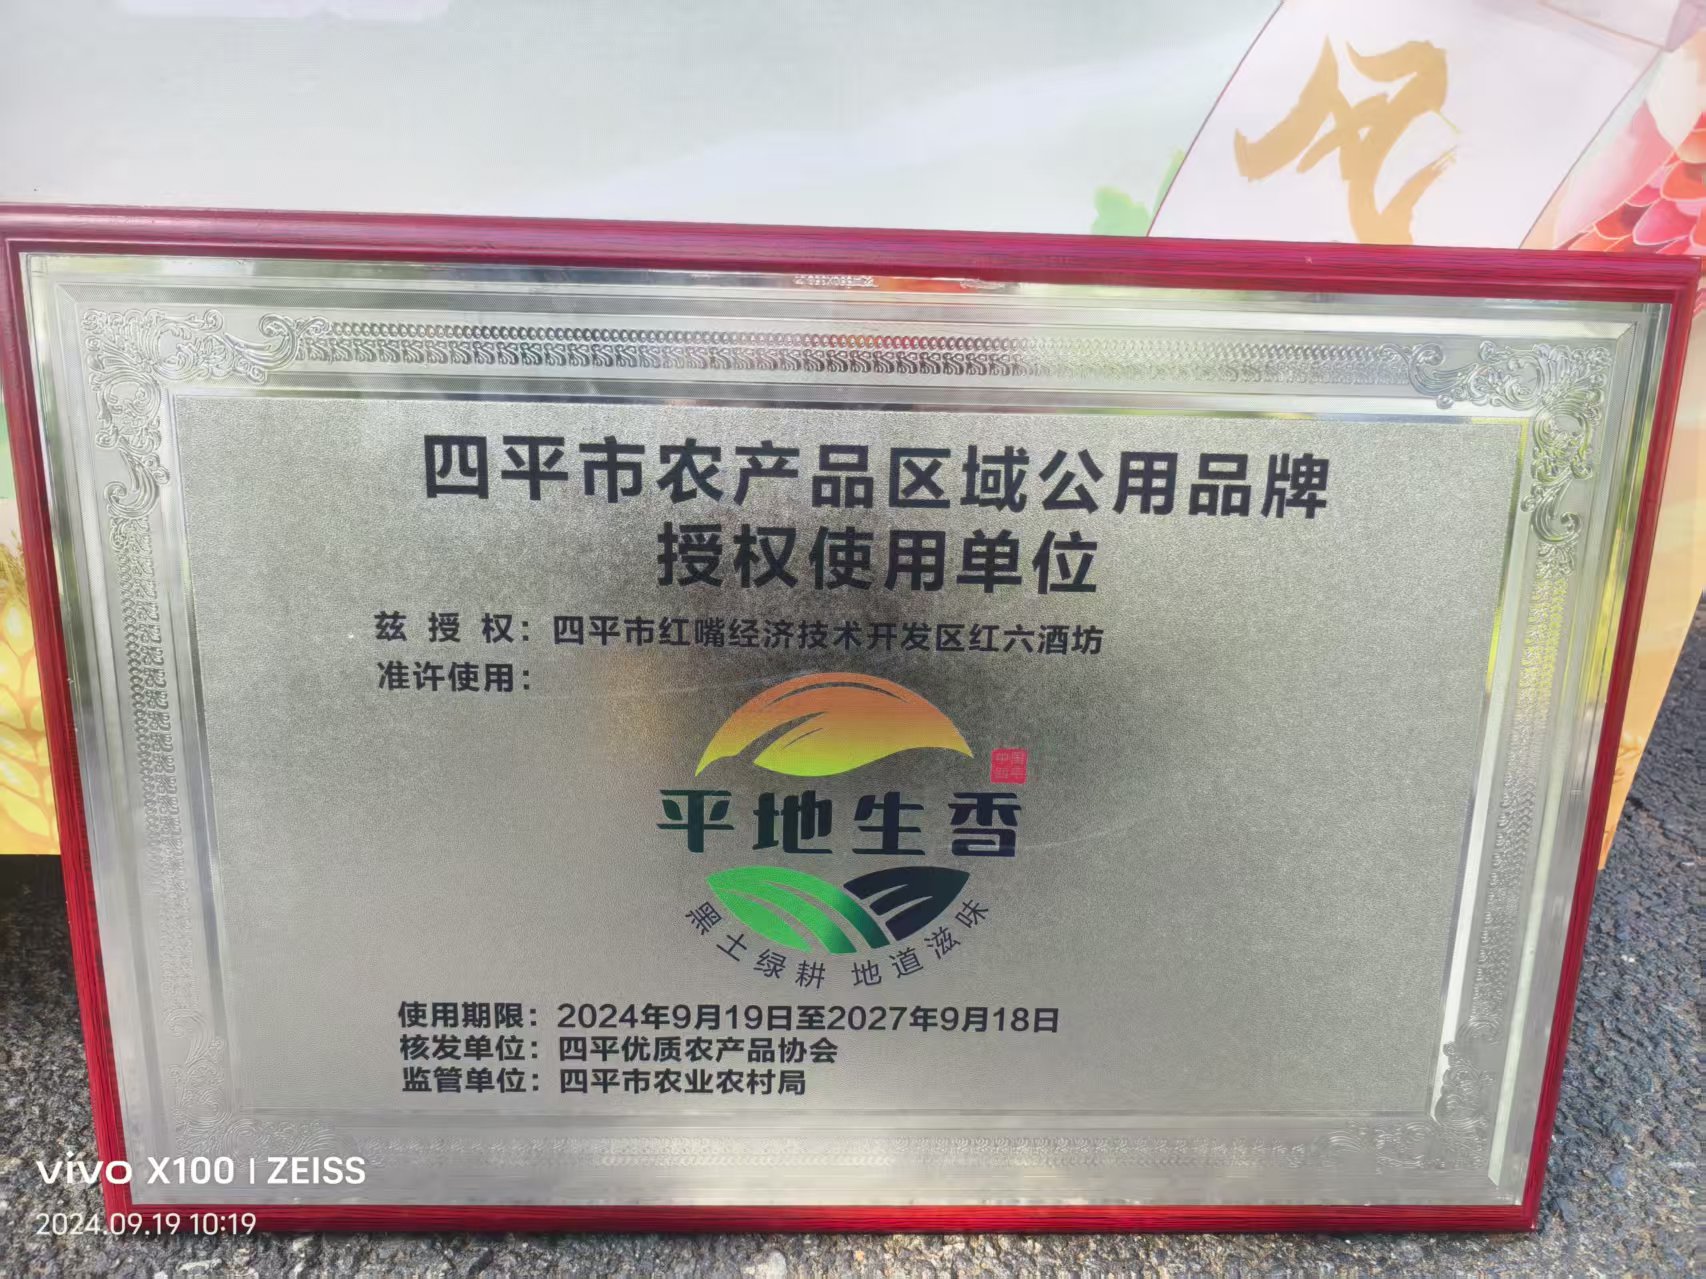 四平市农产品区域公用品牌
授权使用单位
兹授权：四平市红嘴经济技术开发区红六酒坊
准许使用：
平地生香
黑土绿耕 地道滋味
使用期限：2024年9月19日至2027年9月18日
核发单位：四平优质农产品协会
监管单位：四平市农业农村局
vivo X100 | ZEISS
2024.09.19 10:19